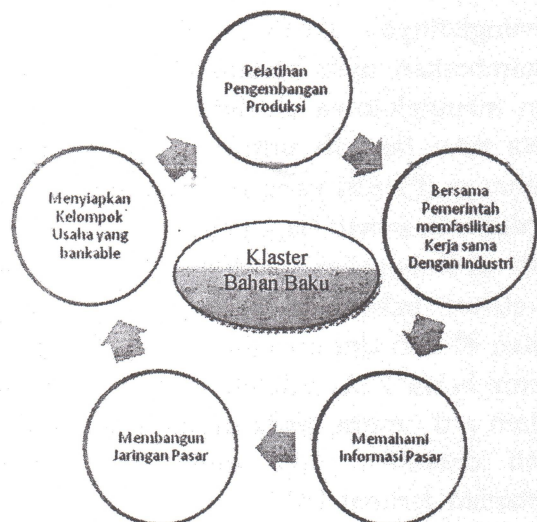 Pelatihan
Pengembangan
Produksi
Bersama
Pemerintah
memfasilitasi
Kerja sama
Dengan Industri
Memahami
Informasi Pasar
Membangun
Jaringan Pasar
Menyiapkan
Kelompok
Usaha yang
bankable
Klaster
Bahan Baku